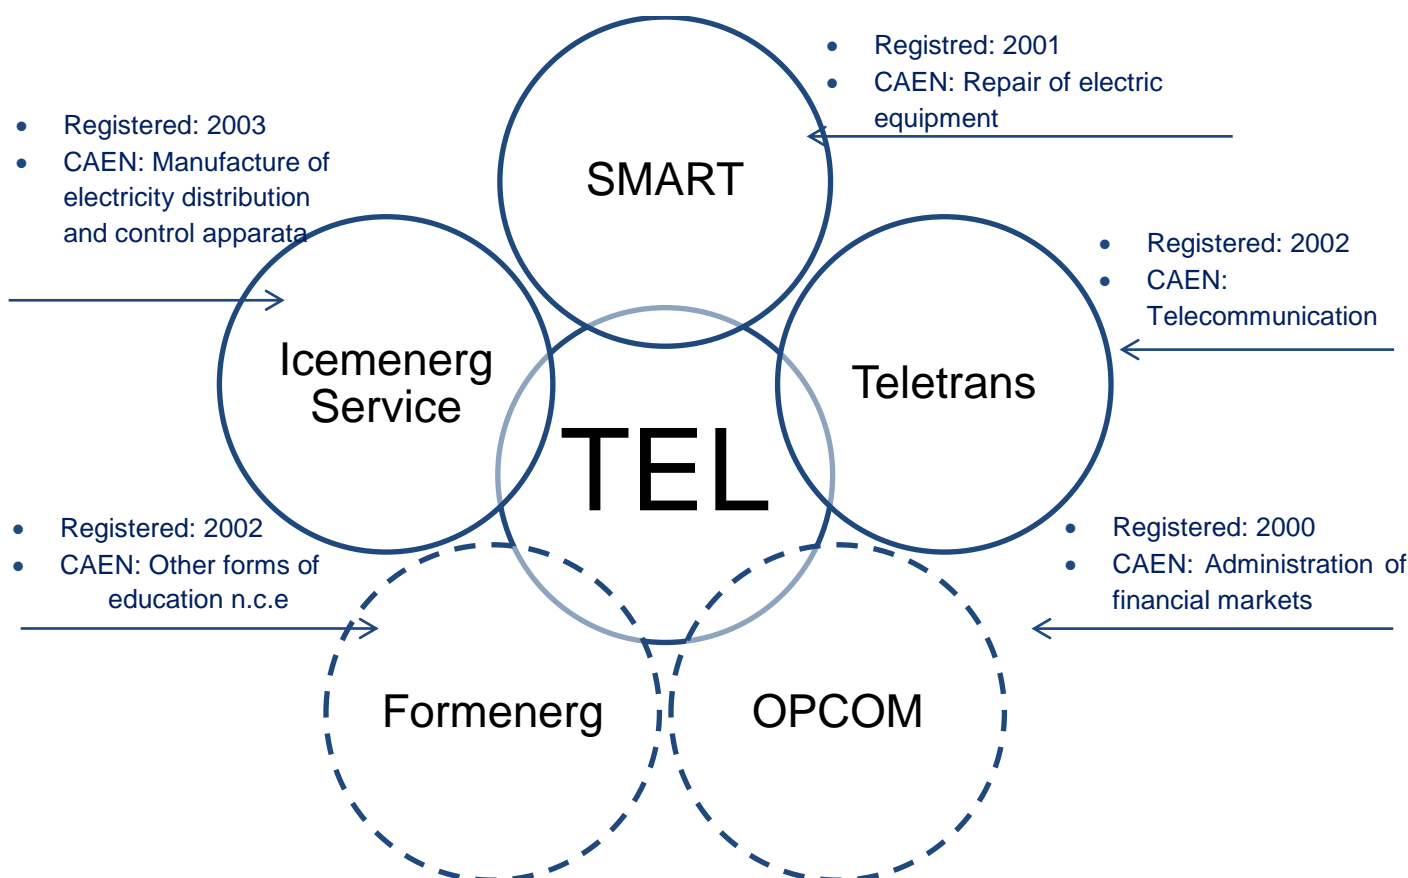 • Registred: 2001
• CAEN: Repair of electric
equipment
SMART
• Registered: 2003
• CAEN: Manufacture of
electricity distribution
and control apparata
Icemenerg
Service
• Registered: 2002
• CAEN:
Telecommunication
Teletrans
TEL
• Registered: 2002
• CAEN: Other forms of
education n.c.e
Formenerg
• Registered: 2000
• CAEN: Administration of
financial markets
OPCOM